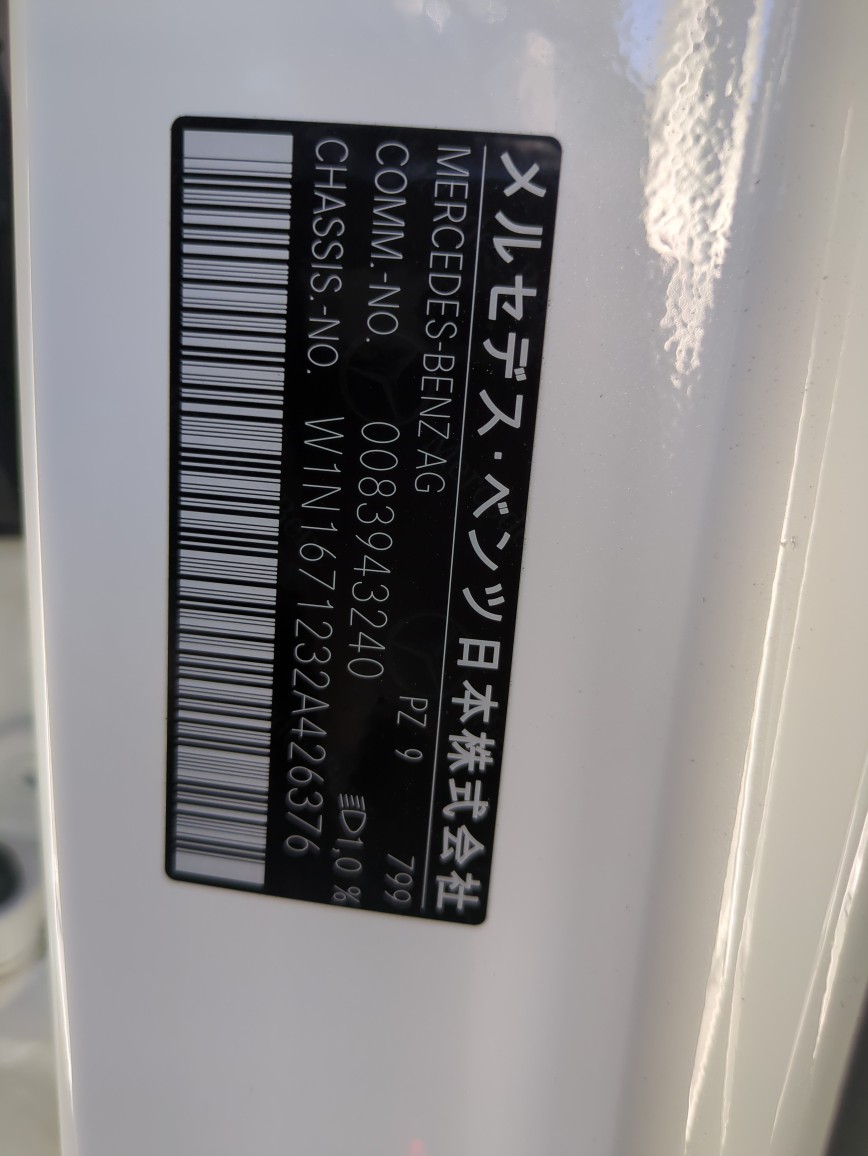 メルセデス・ベンツ日本株式会社
MERCEDES-BENZ AG PZ 9 799
COMM.-NO. 0083943240 1,0 %
CHASSIS.-NO. W1N1671232A426376